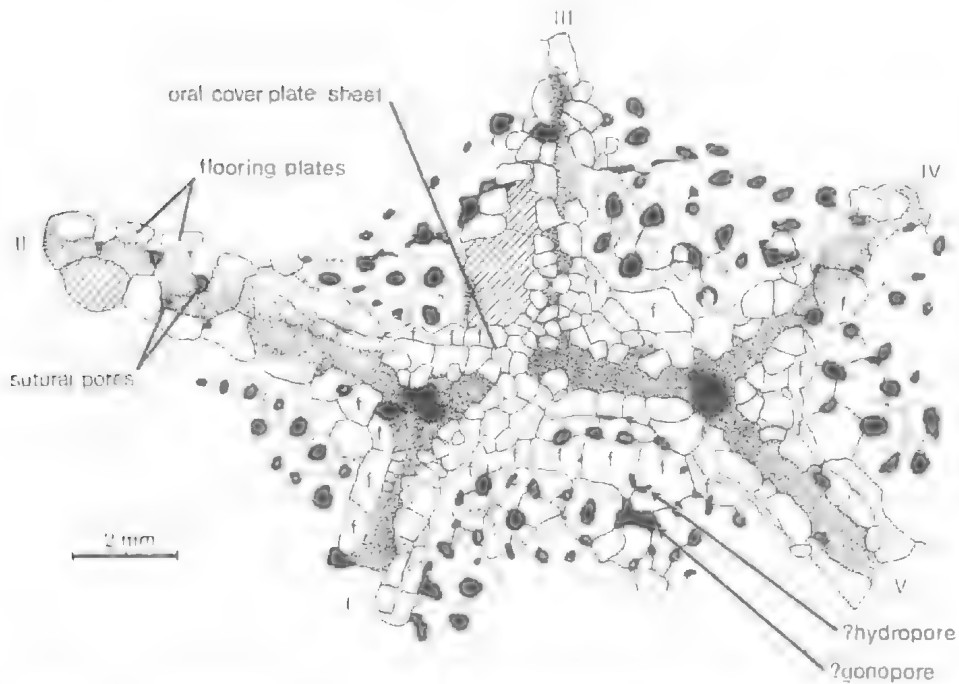 III
oral cover plate sheet
flooring plates
IV
II
f
f
f
sutural pores
f
f
f
f
f
f
f
f
f
f
2 mm
f
I
V
?hydropore
?gonopore